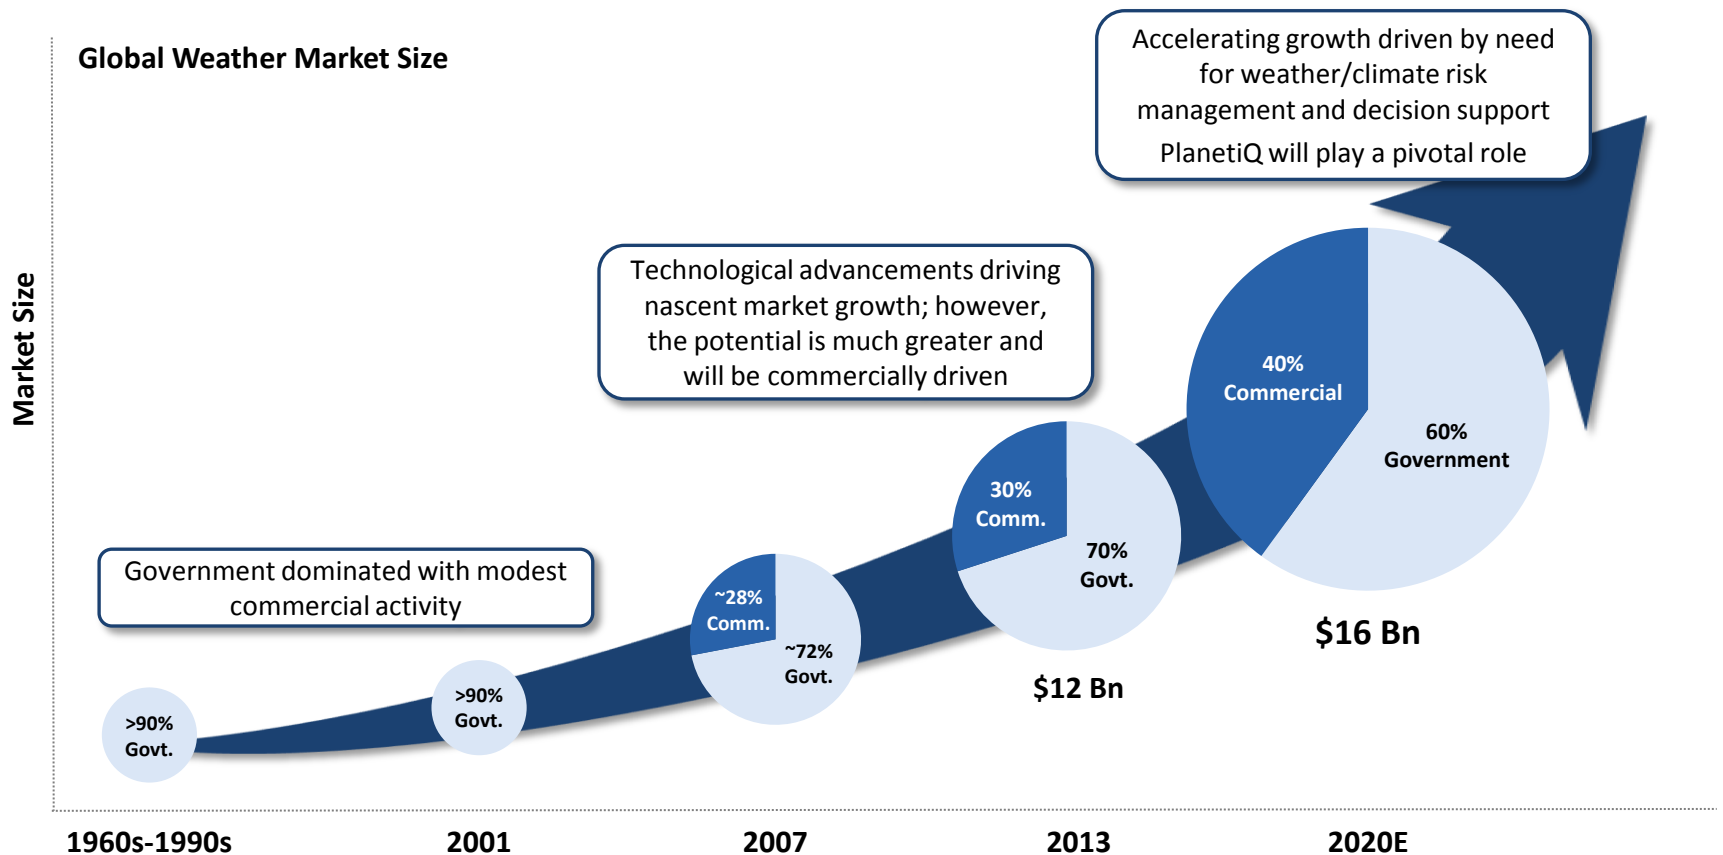 Global Weather Market Size
Accelerating growth driven by need
for weather/climate risk
management and decision support
PlanetiQ will play a pivotal role
Technological advancements driving
nascent market growth; however,
the potential is much greater and
will be commercially driven
Government dominated with modest
commercial activity
Market Size
>90%
Govt.
>90%
Govt.
~28%
Comm.
~72%
Govt.
30%
Comm.
70%
Govt.
$12 Bn
40%
Commercial
60%
Government
$16 Bn
1960s-1990s
2001
2007
2013
2020E